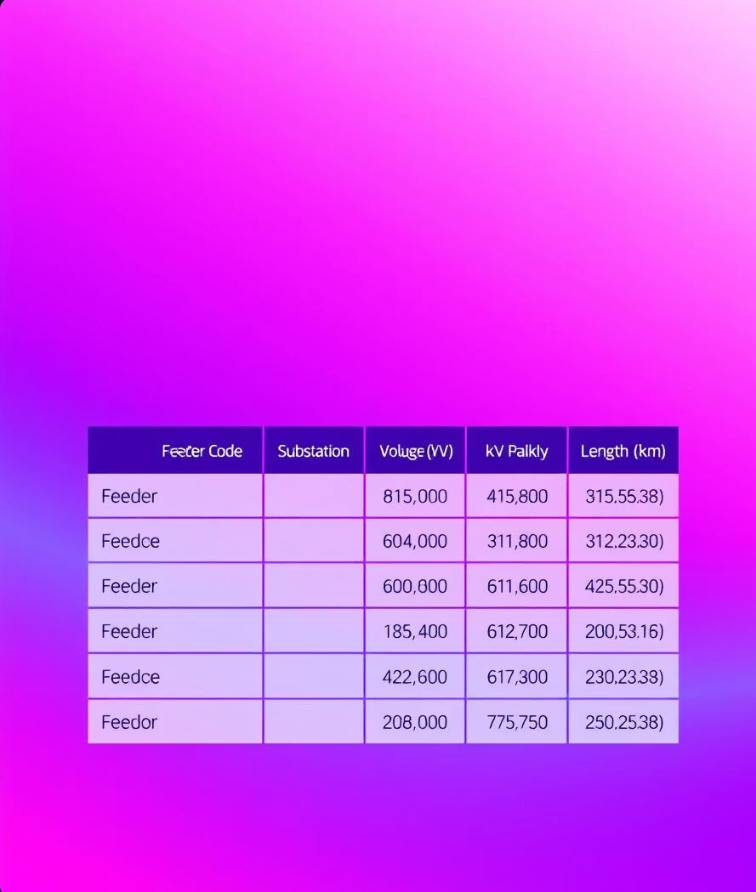 Feeter Code Substation Voluge (VV) kV Palkly Length (km)
Feeder 815,000 415,800 315.55.38)
Feedce 604,000 311,800 312.23.30)
Feeder 600,600 611,600 425.55.30)
Feeder 185,400 612,700 200,53.16)
Feedce 422,600 617,300 230.23.38)
Feedor 208,000 775,750 250.25.38)